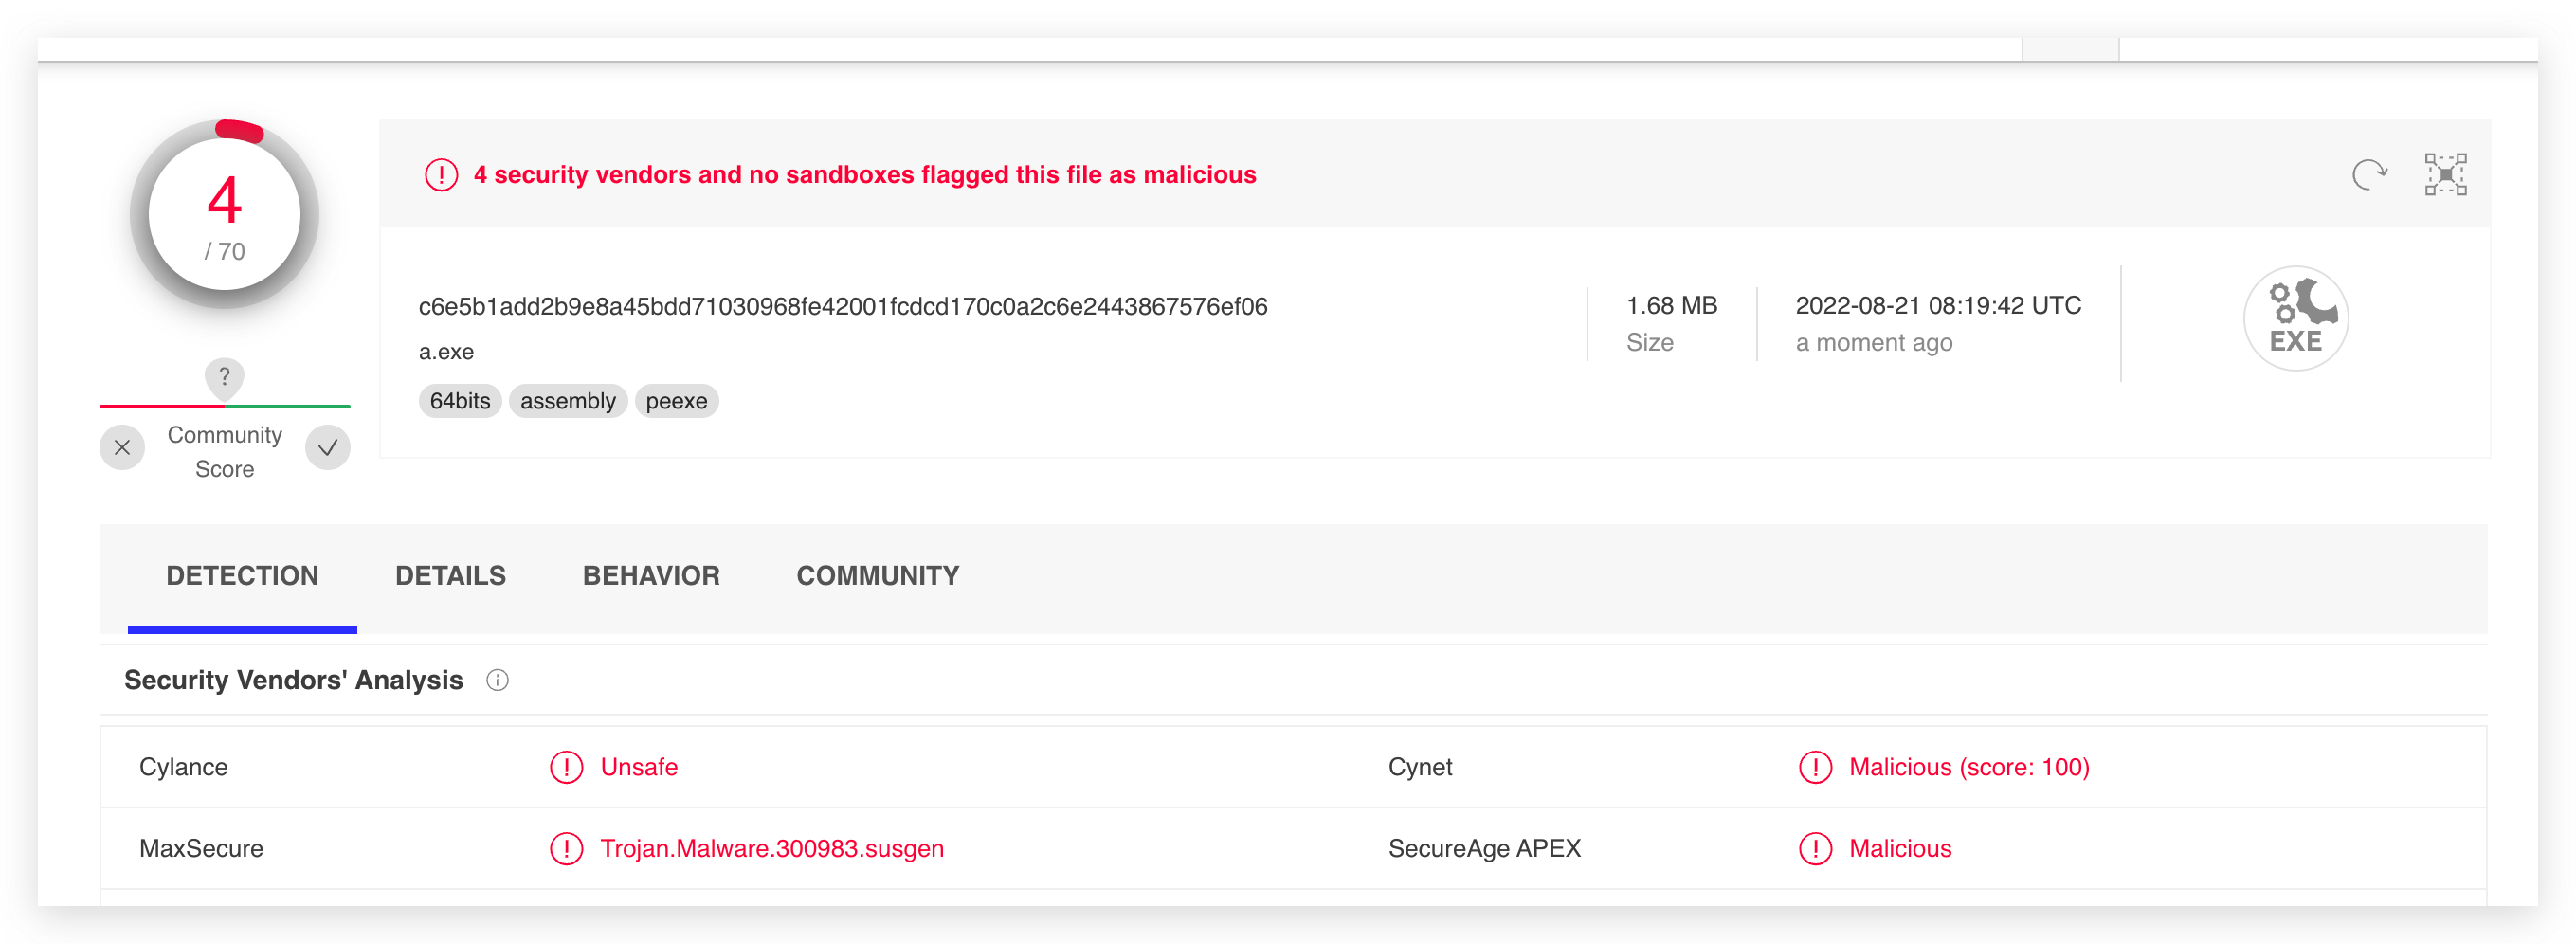 4
/ 70
?
Community
Score
4 security vendors and no sandboxes flagged this file as malicious
c6e5b1add2b9e8a45bdd71030968fe42001fcdcd170c0a2c6e2443867576ef06
a.exe
64bits assembly peexe
1.68 MB
Size
2022-08-21 08:19:42 UTC
a moment ago
EXE
DETECTION DETAILS BEHAVIOR COMMUNITY
Security Vendors' Analysis
Cylance Unsafe Cynet Malicious (score: 100)
MaxSecure Trojan.Malware.300983.susgen SecureAge APEX Malicious